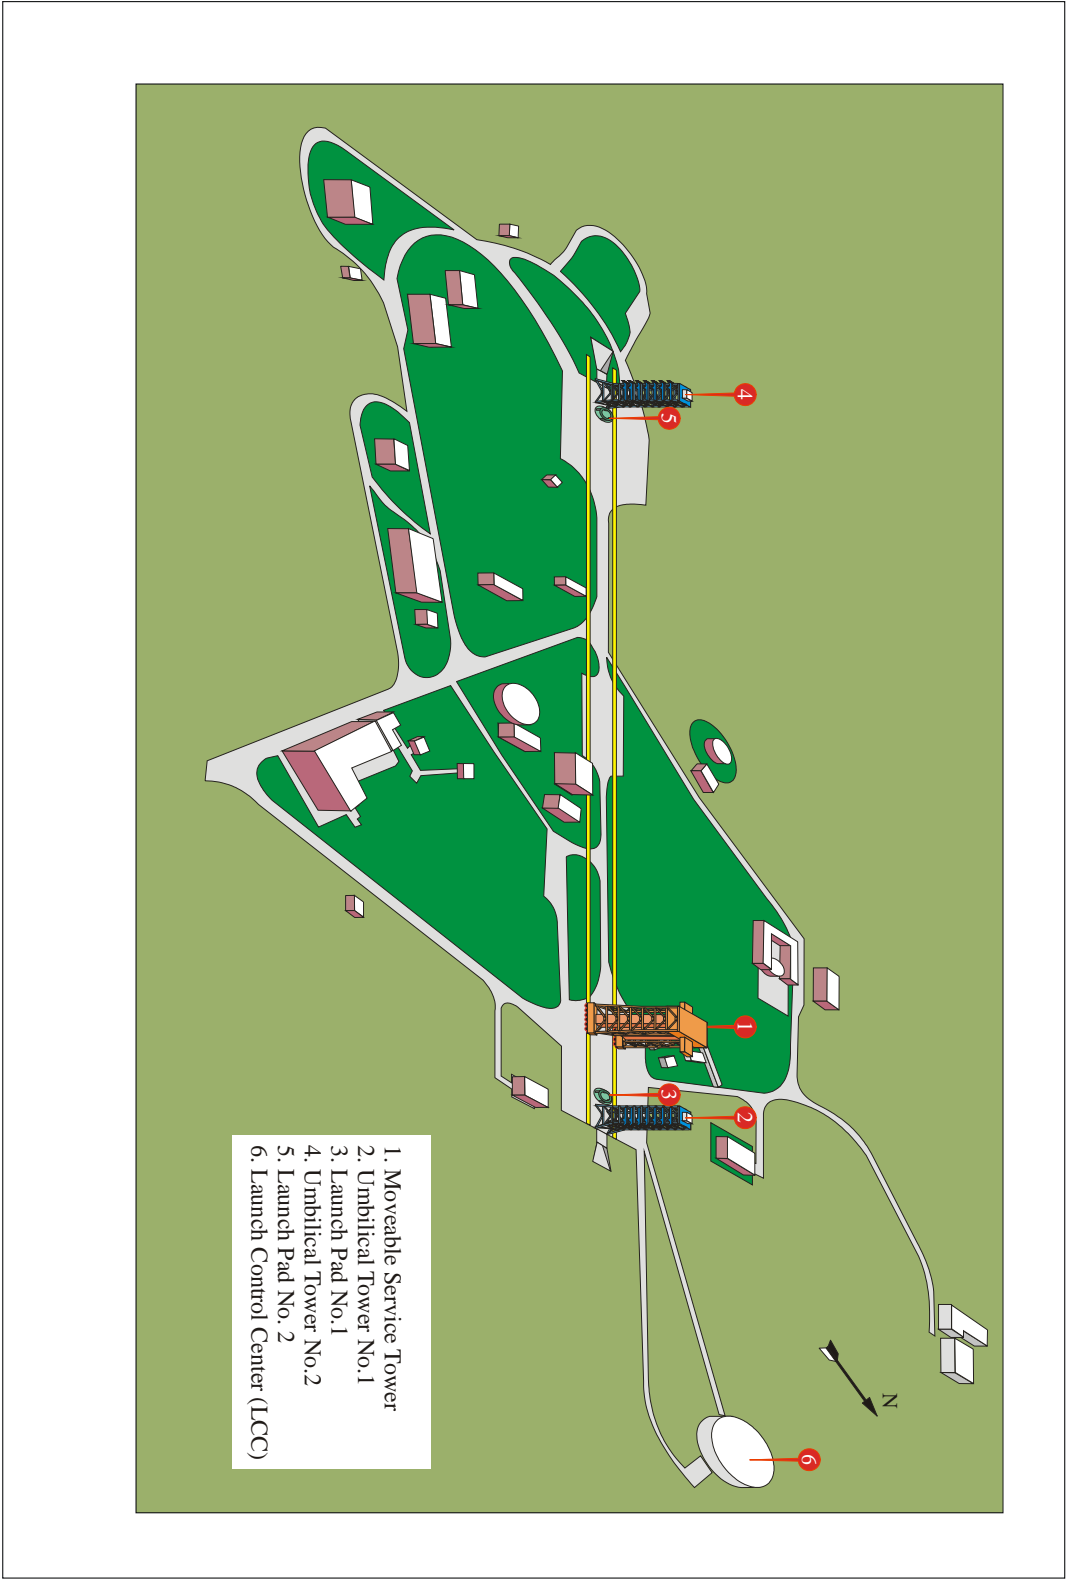 4
5
1
3
2
6
N
1. Moveable Service Tower
2. Umbilical Tower No.1
3. Launch Pad No.1
4. Umbilical Tower No.2
5. Launch Pad No. 2
6. Launch Control Center (LCC)